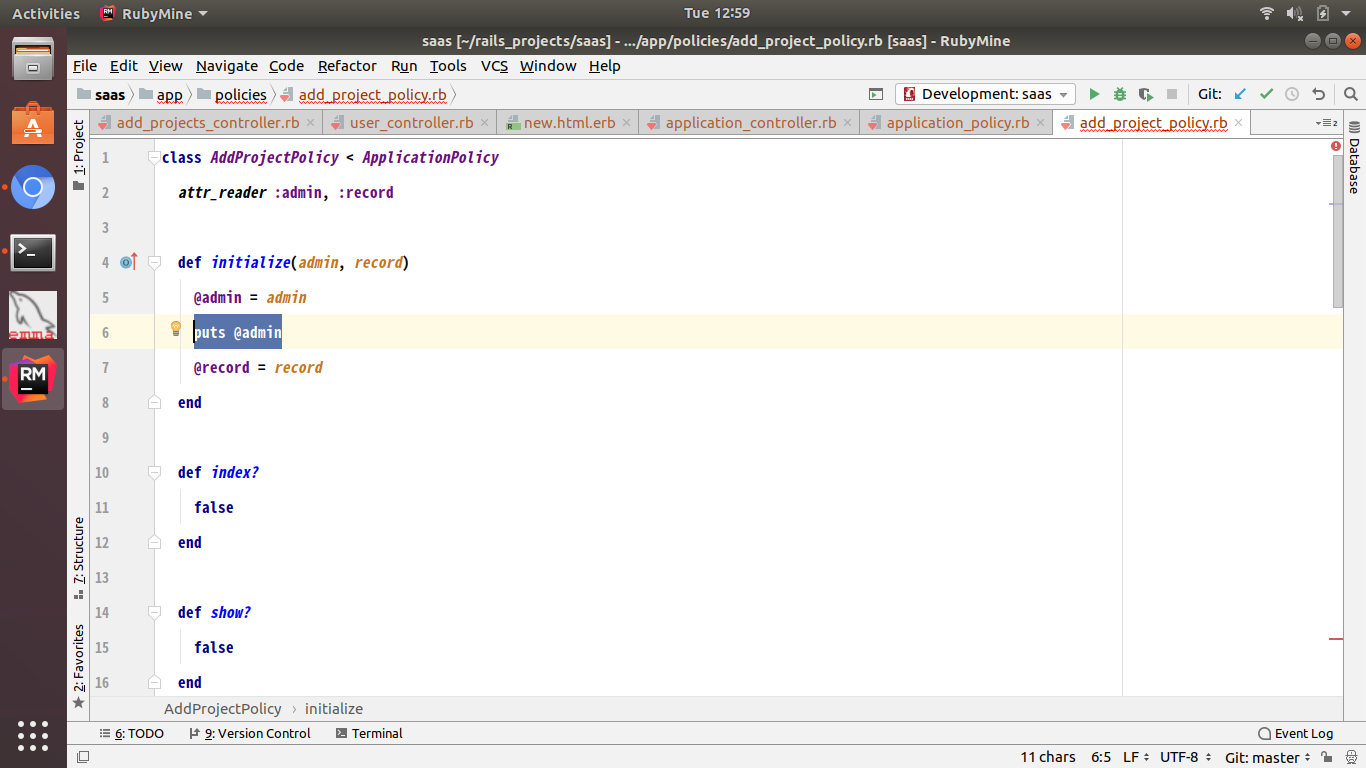 Activities RubyMine Tue 12:59
saas [~/rails_projects/saas] - .../app/policies/add_project_policy.rb [saas] - RubyMine
File Edit View Navigate Code Refactor Run Tools VCS Window Help
saas app policies add_project_policy.rb Development: saas Git:
add_projects_controller.rb user_controller.rb new.html.erb application_controller.rb application_policy.rb add_project_policy.rb 2
1: Project
Database
1 class AddProjectPolicy < ApplicationPolicy
2 attr_reader :admin, :record
3
4 def initialize(admin, record)
5 @admin = admin
6 puts @admin
7 @record = record
8 end
9
10 def index?
11 false
12 end
13
14 def show?
15 false
16 end
7: Structure
2: Favorites
RM
emma
AddProjectPolicy › initialize
6: TODO 9: Version Control Terminal Event Log
11 chars 6:5 LF UTF-8 Git: master